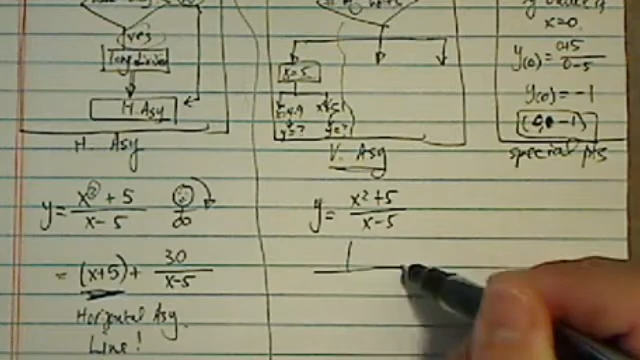 yes
Long Division
H. Asy
H. Asy
y = (x² + 5)/(x - 5)
∞
= (x+5) + 30/(x-5)
Horizontal Asy
Line!
x=5
x=5.1
y=?
y=?
V. Asy
y = (x² + 5)/(x - 5)
x=0
y(0) = 0+5/0-5
y(0) = -1
(0, -1)
special pts